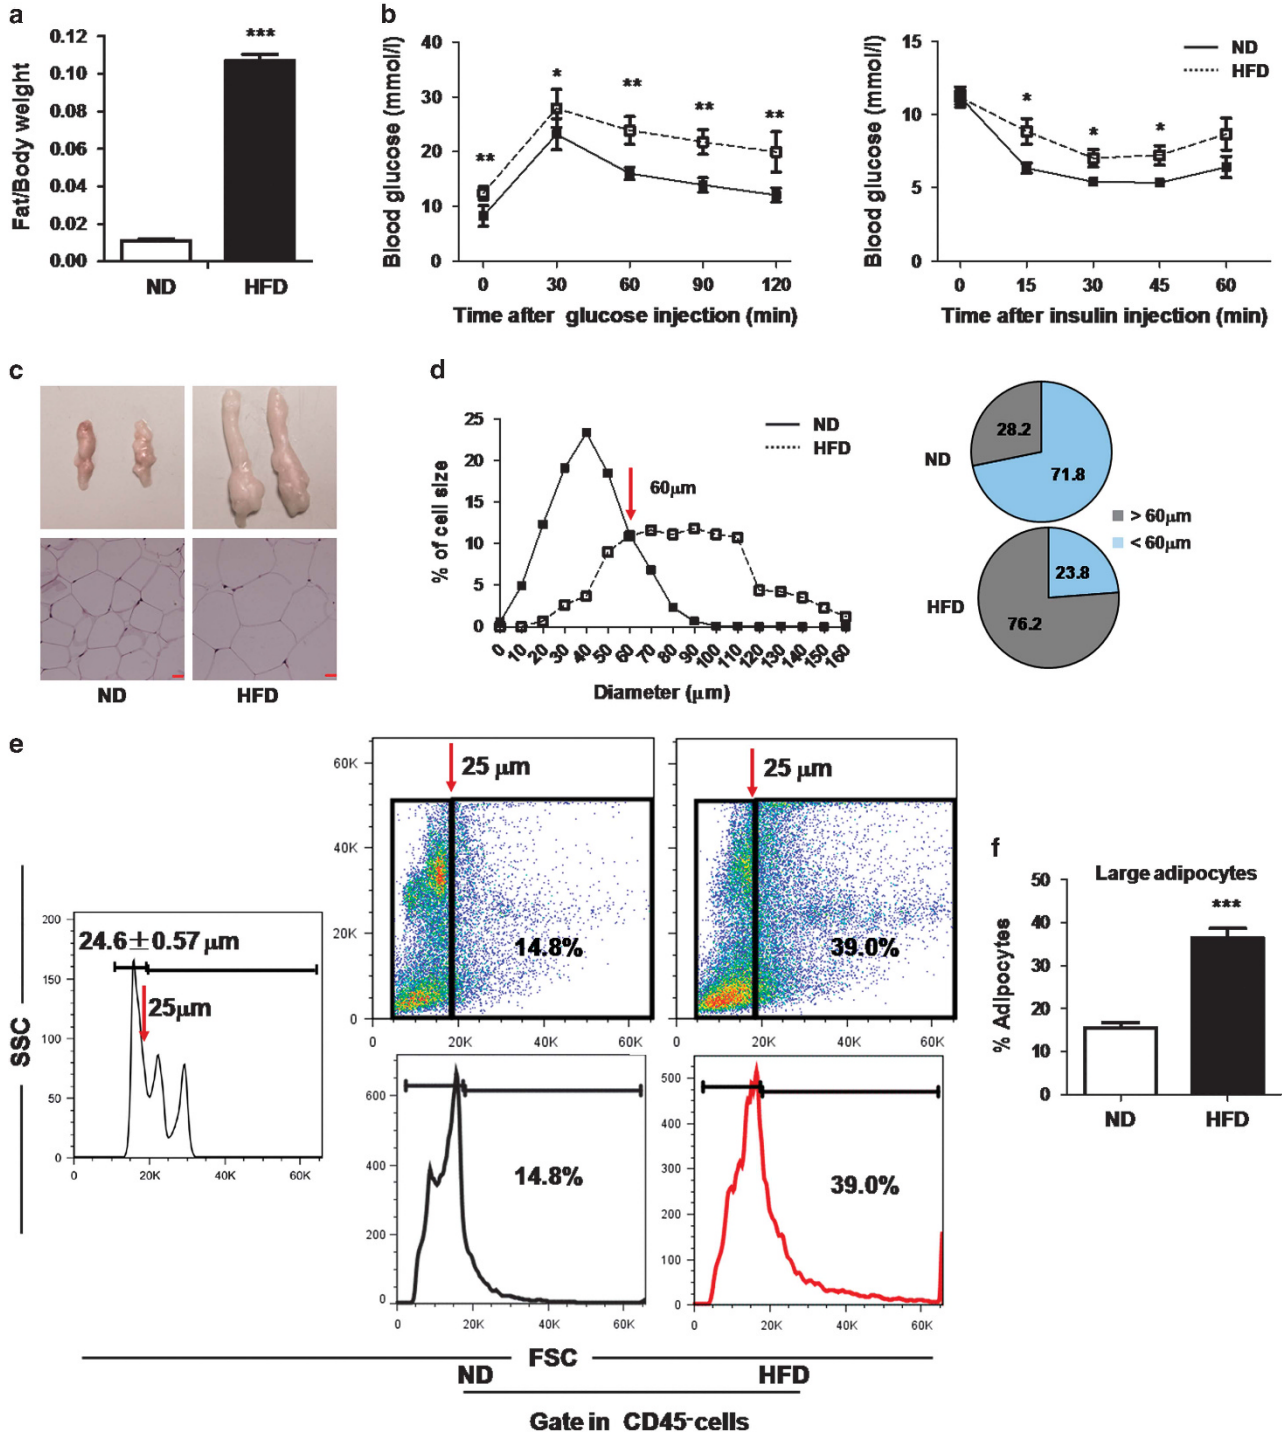 a
Fat/Body weight
0.12
0.10
0.08
0.06
0.04
0.02
0.00
***
ND HFD
b
Blood glucose (mmol/l)
40
30
20
10
0
** * ** ** **
0 30 60 90 120
Time after glucose injection (min)
Blood glucose (mmol/l)
15
10
5
0
* * *
ND
HFD
0 15 30 45 60
Time after insulin injection (min)
c
ND HFD
d
% of cell size
25
20
15
10
5
0
60µm
ND
HFD
0 10 20 30 40 50 60 70 80 90 100 110 120 130 140 150 160
Diameter (µm)
ND
28.2
71.8
HFD
23.8
76.2
> 60µm
< 60µm
e
SSC
200
150
100
50
0
24.6±0.57 µm
25µm
0 20K 40K 60K
60K
40K
20K
0
25 µm
14.8%
0 20K 40K 60K
25 µm
39.0%
0 20K 40K 60K
600
400
200
0
14.8%
0 20K 40K 60K
500
400
300
200
100
0
39.0%
0 20K 40K 60K
FSC
ND HFD
Gate in CD45-cells
f
Large adipocytes
% Adipocytes
50
40
30
20
10
0
***
ND HFD